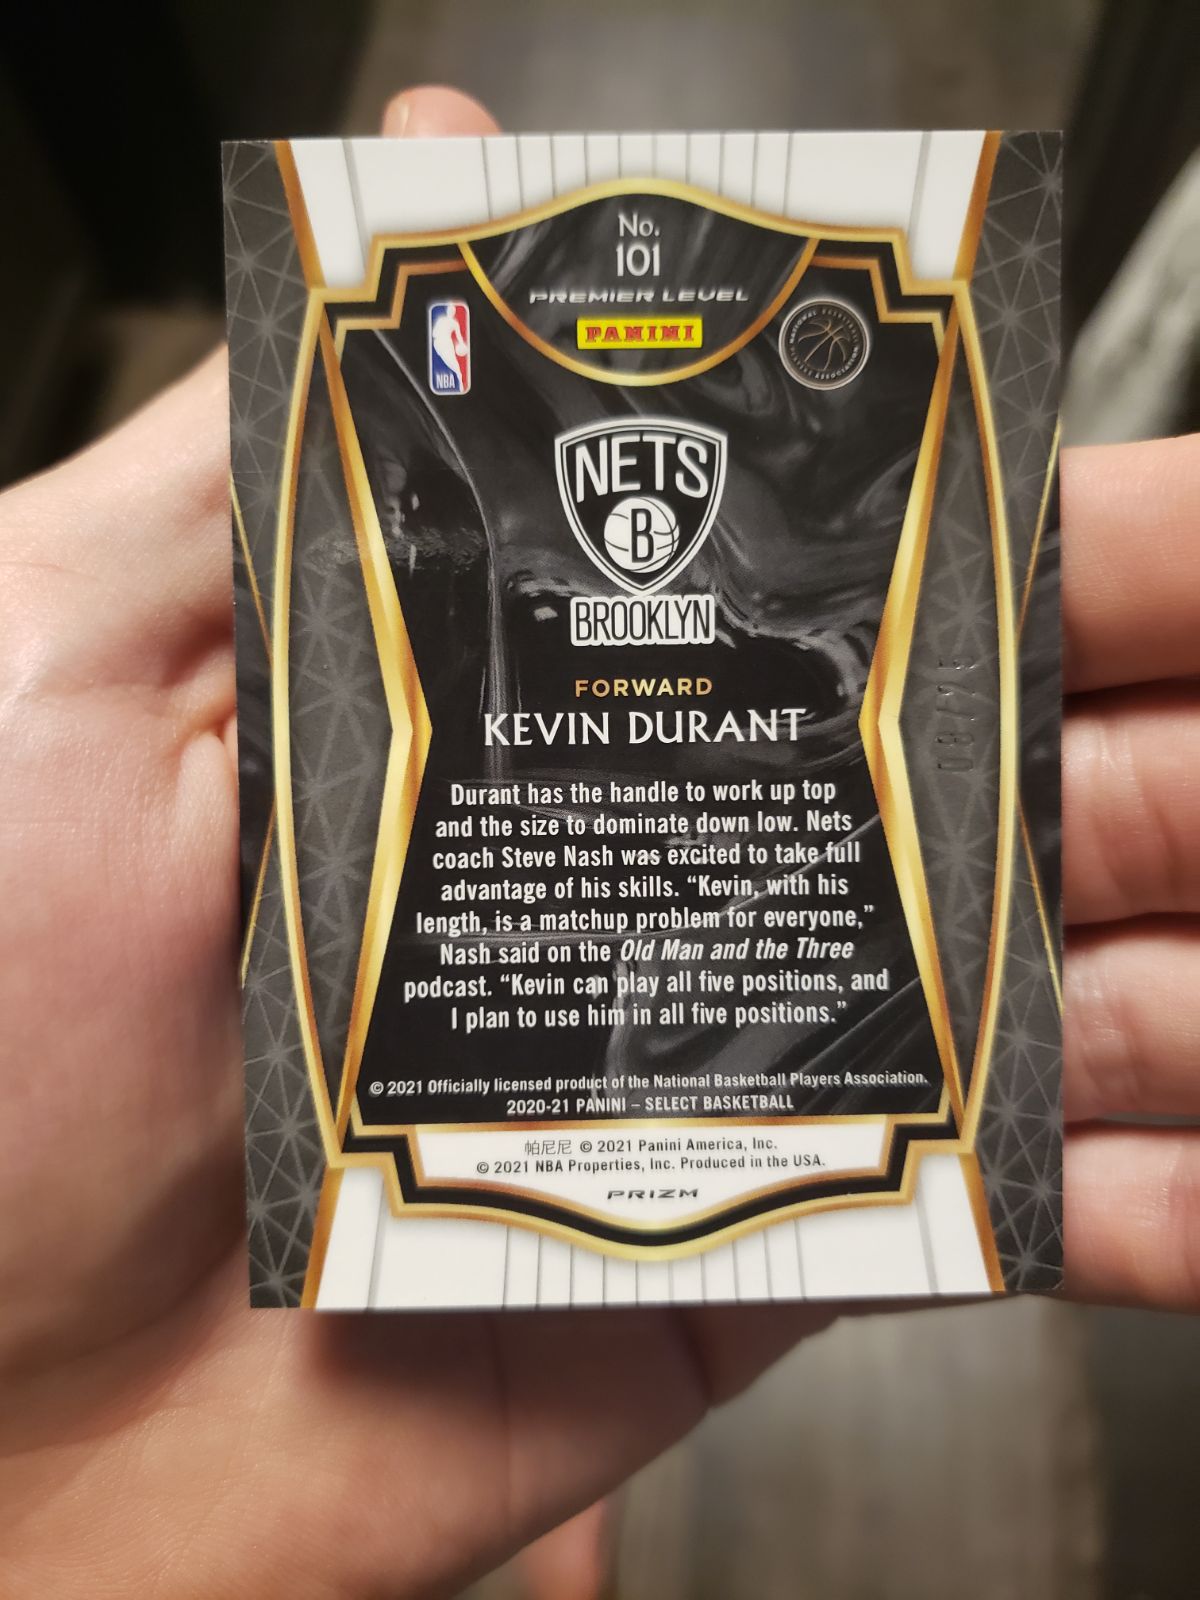 No.
101
PREMIER LEVEL
PANINI
NBA
NATIONAL BASKETBALL
PLAYERS ASSOCIATION
NETS
B
BROOKLYN
FORWARD
KEVIN DURANT
Durant has the handle to work up top
and the size to dominate down low. Nets
coach Steve Nash was excited to take full
advantage of his skills. “Kevin, with his
length, is a matchup problem for everyone,”
Nash said on the Old Man and the Three
podcast. “Kevin can play all five positions, and
I plan to use him in all five positions.”
© 2021 Officially licensed product of the National Basketball Players Association.
2020-21 PANINI – SELECT BASKETBALL
帕尼尼 © 2021 Panini America, Inc.
© 2021 NBA Properties, Inc. Produced in the USA.
PRIZM